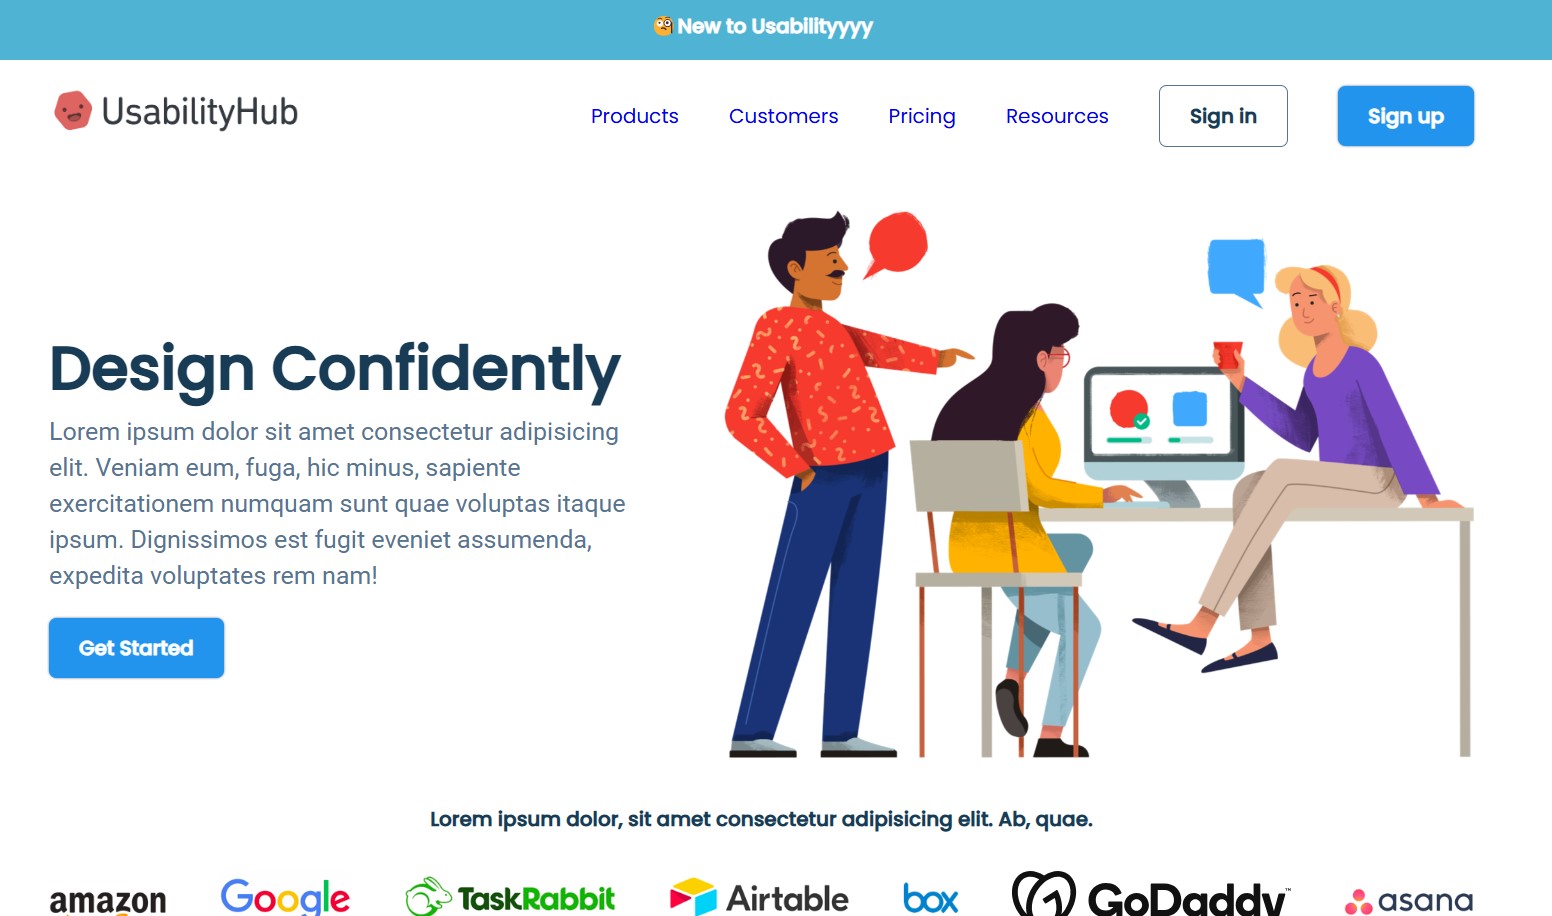 🧐 New to Usabilityyyy
UsabilityHub
Products Customers Pricing Resources Sign in Sign up
Design Confidently
Lorem ipsum dolor sit amet consectetur adipisicing
elit. Veniam eum, fuga, hic minus, sapiente
exercitationem numquam sunt quae voluptas itaque
ipsum. Dignissimos est fugit eveniet assumenda,
expedita voluptates rem nam!
Get Started
Lorem ipsum dolor, sit amet consectetur adipisicing elit. Ab, quae.
amazon Google TaskRabbit Airtable box GoDaddy™ asana